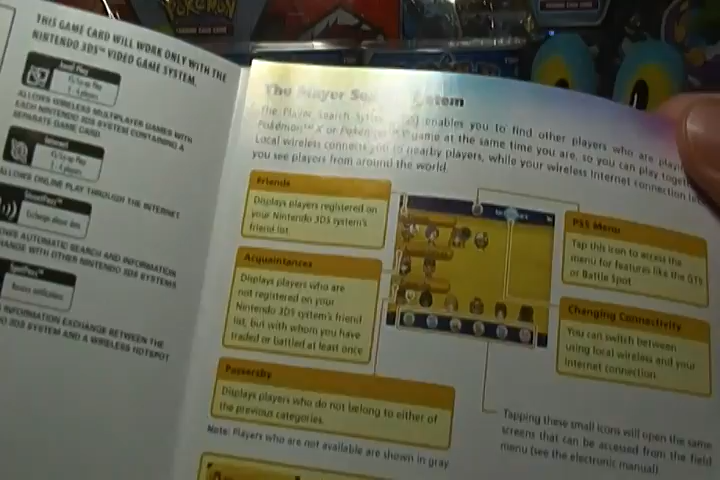 POKéMON
THIS GAME CARD WILL WORK ONLY WITH THE
NINTENDO 3DS™ VIDEO GAME SYSTEM.
Local Play
ALLOWS WIRELESS MULTIPLAYER GAMES WITH
EACH NINTENDO 3DS SYSTEM CONTAINING A
SEPARATE GAME CARD.
Internet
ALLOWS ONLINE PLAY THROUGH THE INTERNET
Exchange
AUTOMATIC SEARCH AND INFORMATION
WITH OTHER NINTENDO 3DS SYSTEMS
INFORMATION EXCHANGE BETWEEN THE
3DS SYSTEM AND A WIRELESS HOTSPOT
The Player
The Player Search enables you to find other players who are
Pokémon X or game at the same time you are, so you can play
Local wireless connects you to nearby players, while your wireless Internet connection
you see players from around the world.
Friends
Displays players registered on
your Nintendo 3DS system's
friend list.
Acquaintances
Displays players who are
not registered on your
Nintendo 3DS system's friend
list, but with whom you have
traded or battled at least once
Passersby
Displays players who do not belong to either of
the previous categories.
Note: Players who are not available are shown in gray
PSS Menu
Tap this icon to access the
menu for features like the GTS
or Battle Spot.
Changing Connectivity
You can switch between
using local wireless and your
Internet connection.
Tapping these small icons will open the same
screens that can be accessed from the field
menu (see the electronic manual)